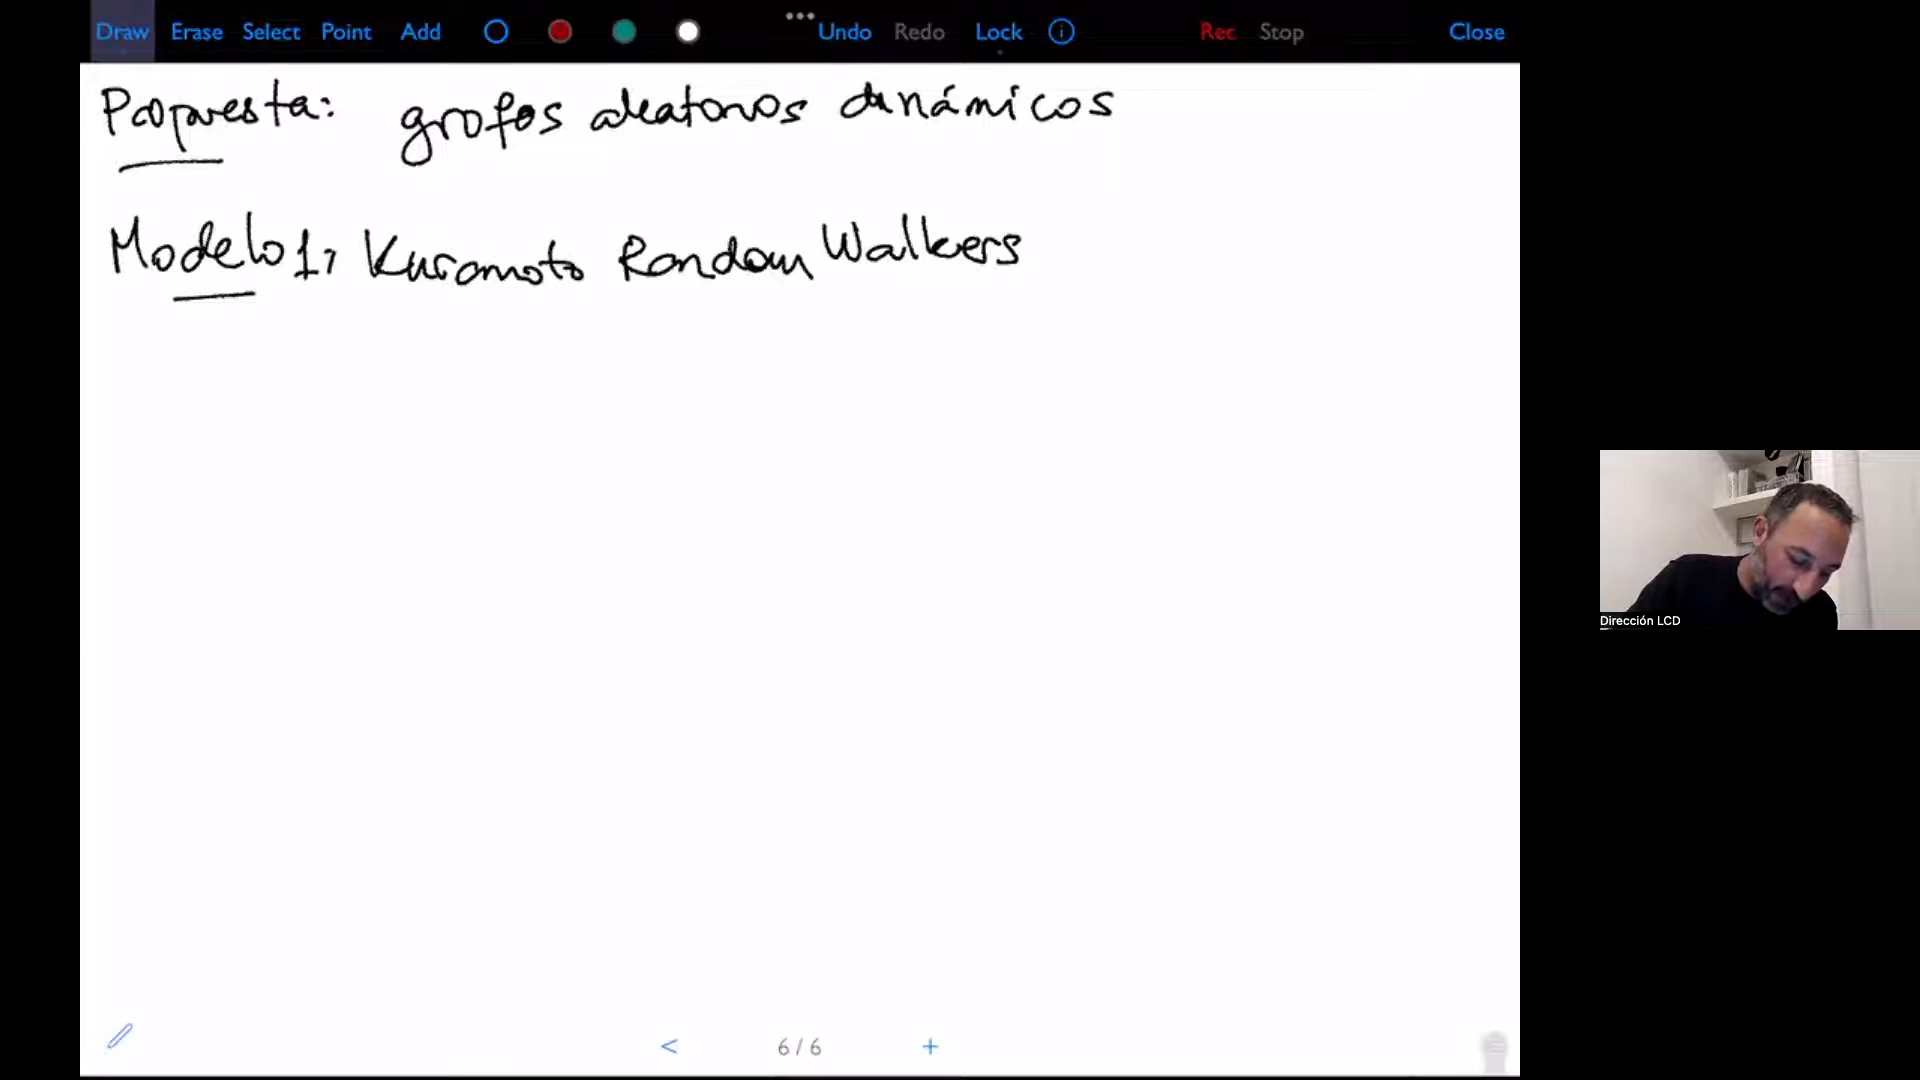 Draw Erase Select Point Add ••• Undo Redo Lock i Rec Stop Close
Propuesta: grafos aleatorios dinámicos
Modelo 1: Kuramoto Random Walkers
Dirección LCD
< 6 / 6 +